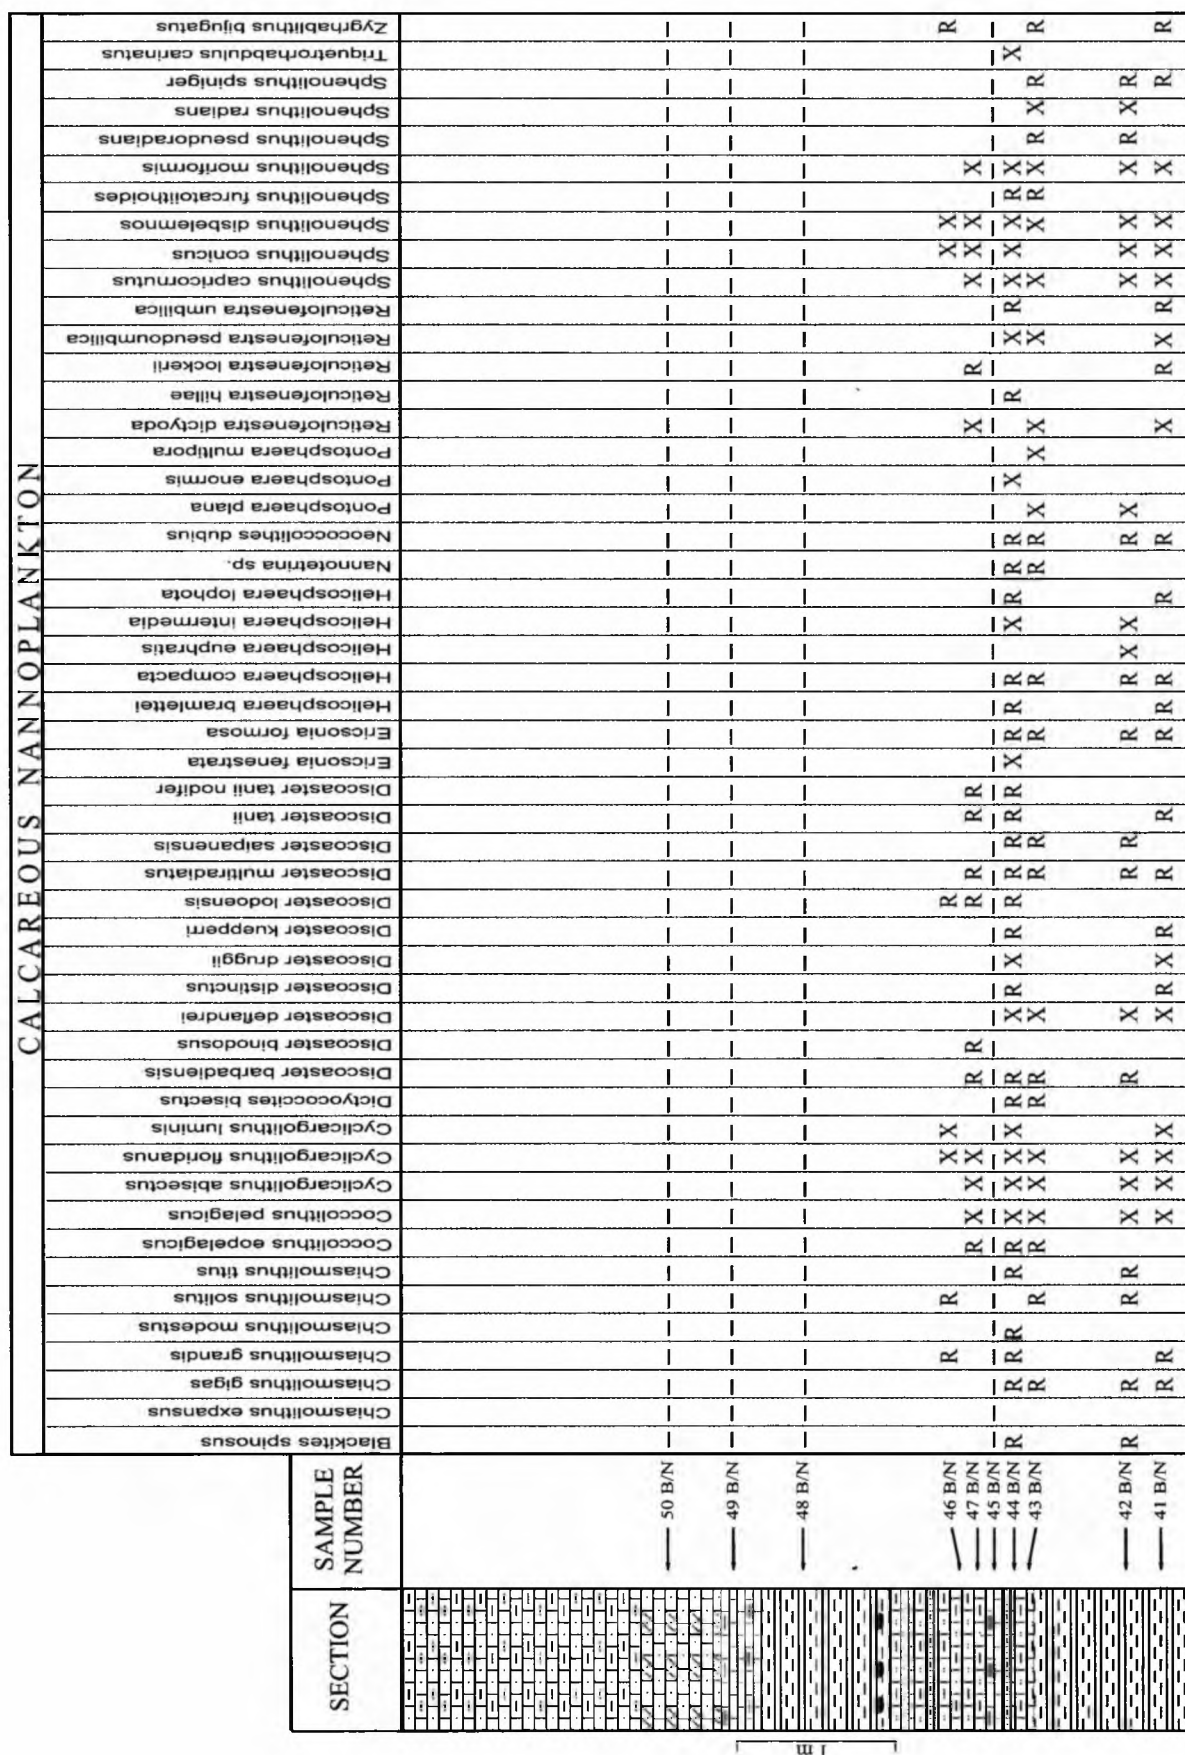 CALCAREOUS NANNOPLANKTON
Zygrhablithus bijugatus
Triquetrorhabdulus carinatus
Sphenolithus spiniger
Sphenolithus radians
Sphenolithus pseudoradians
Sphenolithus moriformis
Sphenolithus furcatolithoides
Sphenolithus disbelemnos
Sphenolithus conicus
Sphenolithus capricornutus
Reticulofenestra umbilica
Reticulofenestra pseudoumbilica
Reticulofenestra lockerii
Reticulofenestra hillae
Reticulofenestra dictyoda
Pontosphaera multipora
Pontosphaera enormis
Pontosphaera plana
Neococcolithes dubius
Nannotetrina sp.
Helicosphaera lophota
Helicosphaera intermedia
Helicosphaera euphratis
Helicosphaera compacta
Helicosphaera bramlettei
Ericsonia formosa
Ericsonia fenestrata
Discoaster tanii nodifer
Discoaster tanii
Discoaster saipanensis
Discoaster multiradiatus
Discoaster lodoensis
Discoaster kuepperi
Discoaster druggii
Discoaster distinctus
Discoaster deflandrei
Discoaster binodosus
Discoaster barbadiensis
Dictyococcites bisectus
Cyclicargolithus luminis
Cyclicargolithus floridanus
Cyclicargolithus abisectus
Coccolithus pelagicus
Coccolithus eopelagicus
Chiasmolithus titus
Chiasmolithus solitus
Chiasmolithus modestus
Chiasmolithus grandis
Chiasmolithus gigas
Chiasmolithus expansus
Blackites spinosus
SAMPLE
NUMBER
50 B/N
49 B/N
48 B/N
46 B/N R X X X X R R R
47 B/N X X X R X R R R R R R X X X R
45 B/N
44 B/N X X R X X X R X R X R R R X R R R X R R R R R R X R X R R X X X X R R R R R R
43 B/N R R X R X R X X X X X X R R R R R R X R R X X X R R R
42 B/N R X R X X X X X R X X R R R R X R X X X R R R
41 B/N R R X X X X R X R X R R R R R R R R X R X X X X X R R
SECTION
1 m